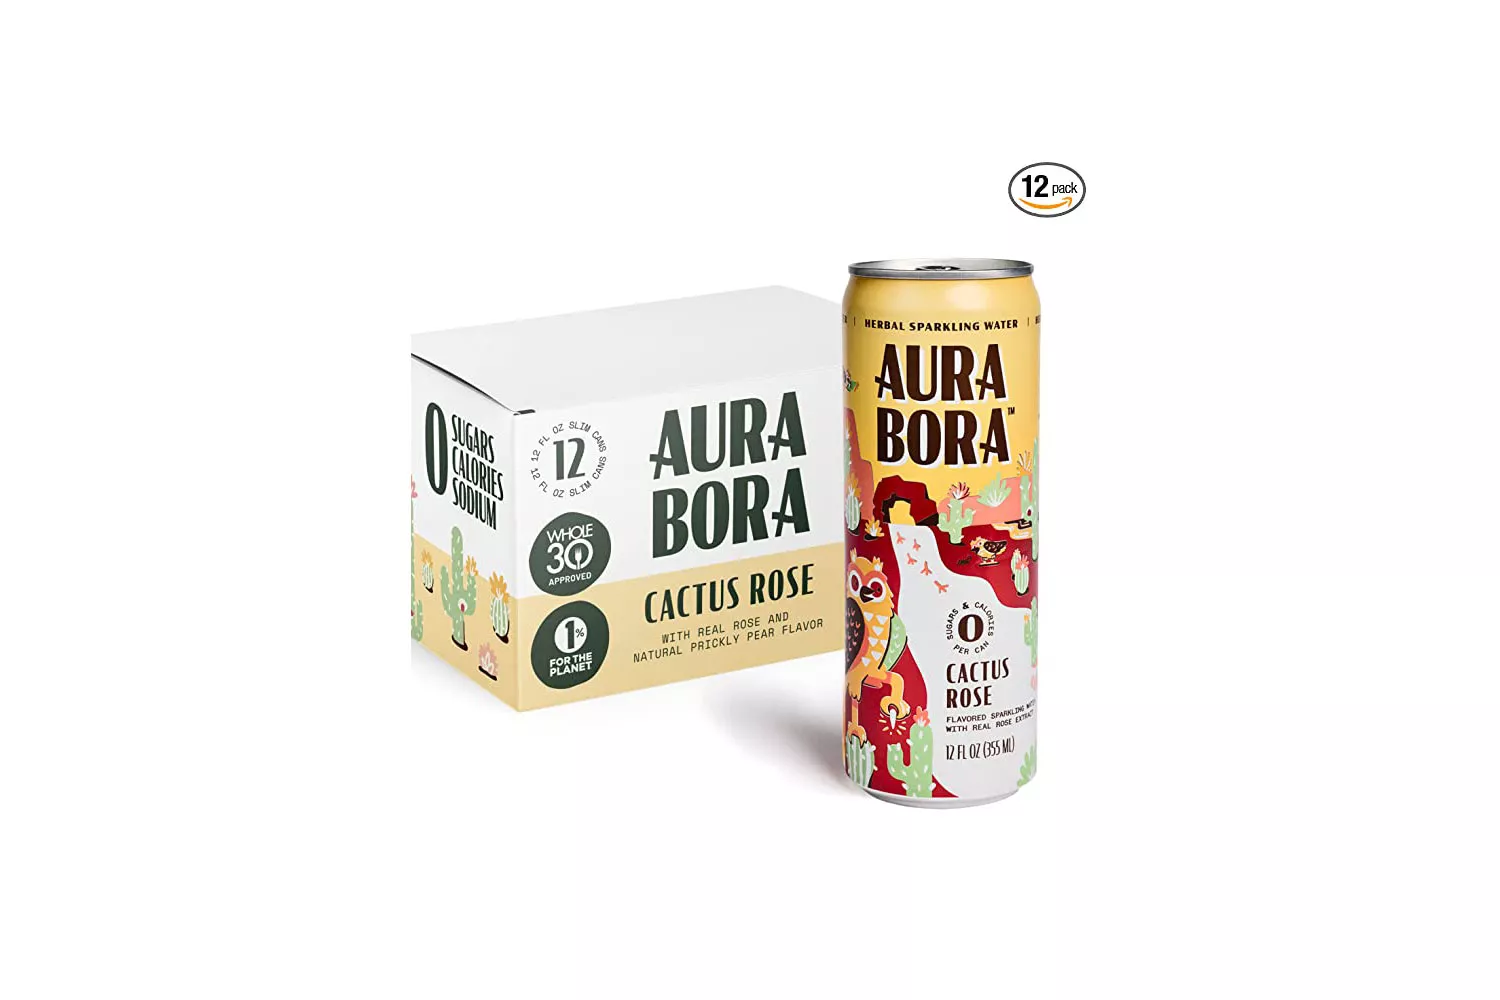 12 pack
0
SUGARS
CALORIES
SODIUM
12 FL OZ SLIM CANS
12
12 FL OZ SLIM CANS
WHOLE
30
APPROVED
1%
FOR THE
PLANET
AURA
BORA
CACTUS ROSE
WITH REAL ROSE AND
NATURAL PRICKLY PEAR FLAVOR
HERBAL SPARKLING WATER
AURA
BORA™
SUGARS & CALORIES
0
PER CAN
CACTUS
ROSE
FLAVORED SPARKLING
WITH REAL ROSE EXTRACT
12 FL OZ (355 ML)